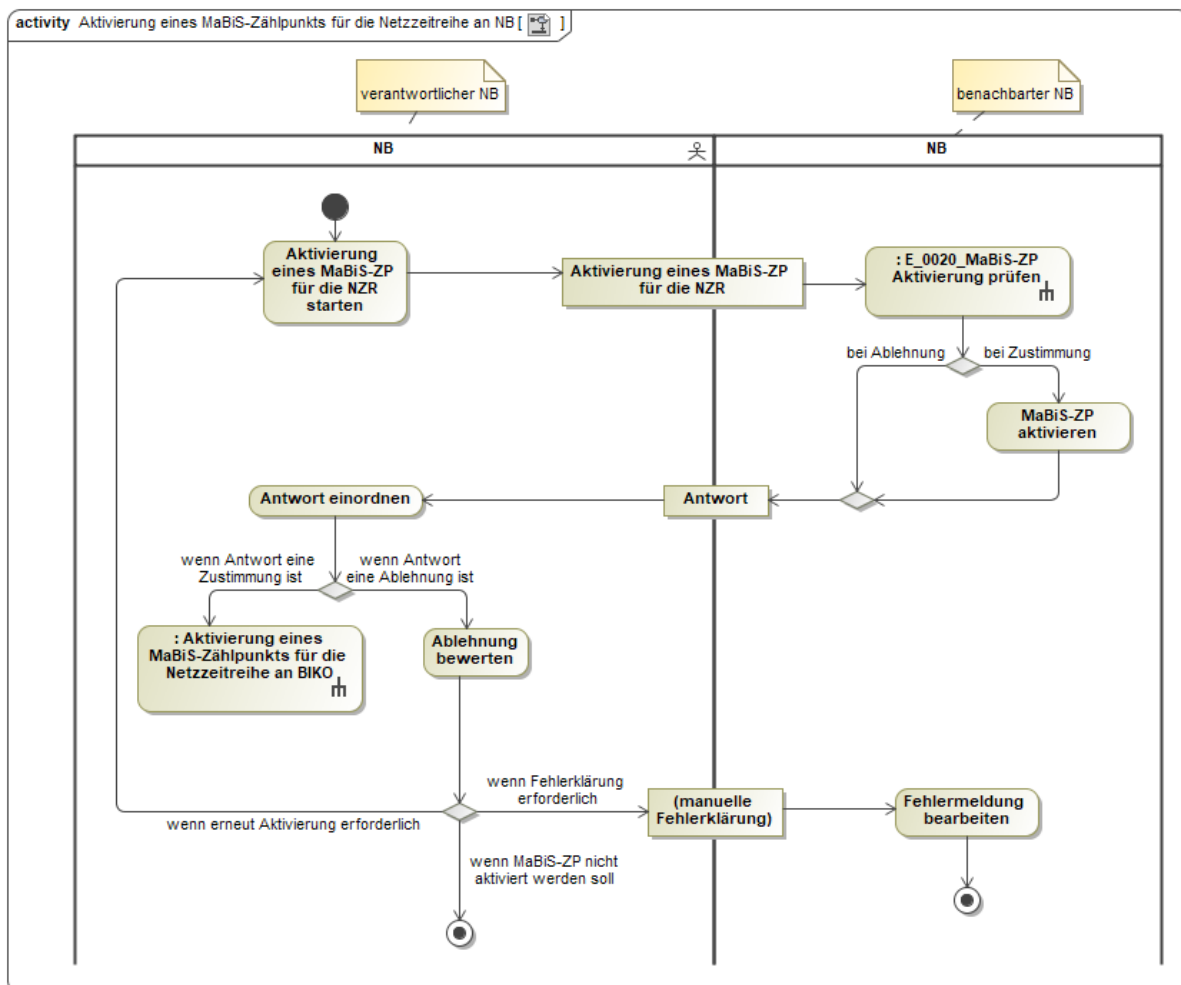 activity Aktivierung eines MaBiS-Zählpunkts für die Netzzeitreihe an NB [ ]
verantwortlicher NB
benachbarter NB
NB
NB
Aktivierung
eines MaBiS-ZP
für die NZR
starten
Aktivierung eines MaBiS-ZP
für die NZR
: E_0020_MaBiS-ZP
Aktivierung prüfen
bei Ablehnung
bei Zustimmung
MaBiS-ZP
aktivieren
Antwort einordnen
Antwort
wenn Antwort eine
Zustimmung ist
wenn Antwort
eine Ablehnung ist
: Aktivierung eines
MaBiS-Zählpunkts für die
Netzzeitreihe an BIKO
Ablehnung
bewerten
wenn Fehlerklärung
erforderlich
(manuelle
Fehlerklärung)
Fehlermeldung
bearbeiten
wenn erneut Aktivierung erforderlich
wenn MaBiS-ZP nicht
aktiviert werden soll